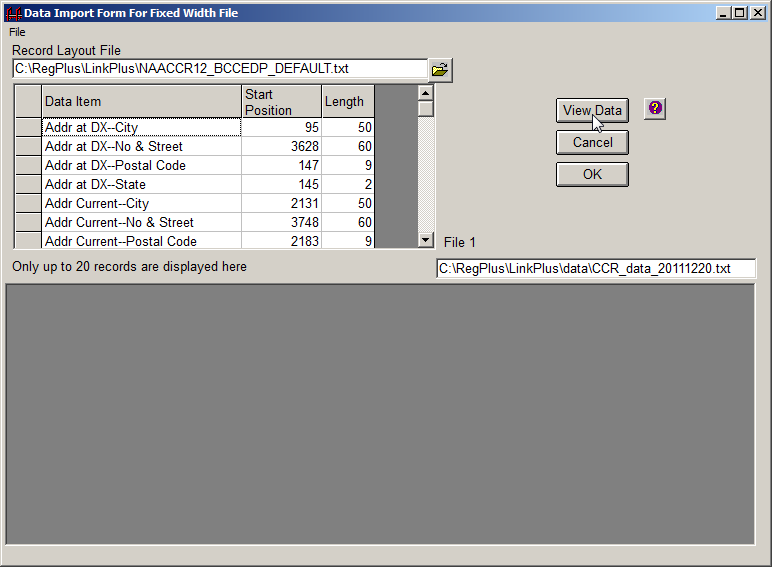 Data Import Form For Fixed Width File
File
Record Layout File
C:\RegPlus\LinkPlus\NAACCR12_BCCEDP_DEFAULT.txt
Data Item Start Position Length
Addr at DX--City 95 50
Addr at DX--No & Street 3628 60
Addr at DX--Postal Code 147 9
Addr at DX--State 145 2
Addr Current--City 2131 50
Addr Current--No & Street 3748 60
Addr Current--Postal Code 2183 9
View Data
?
Cancel
OK
File 1
Only up to 20 records are displayed here
C:\RegPlus\LinkPlus\data\CCR_data_20111220.txt